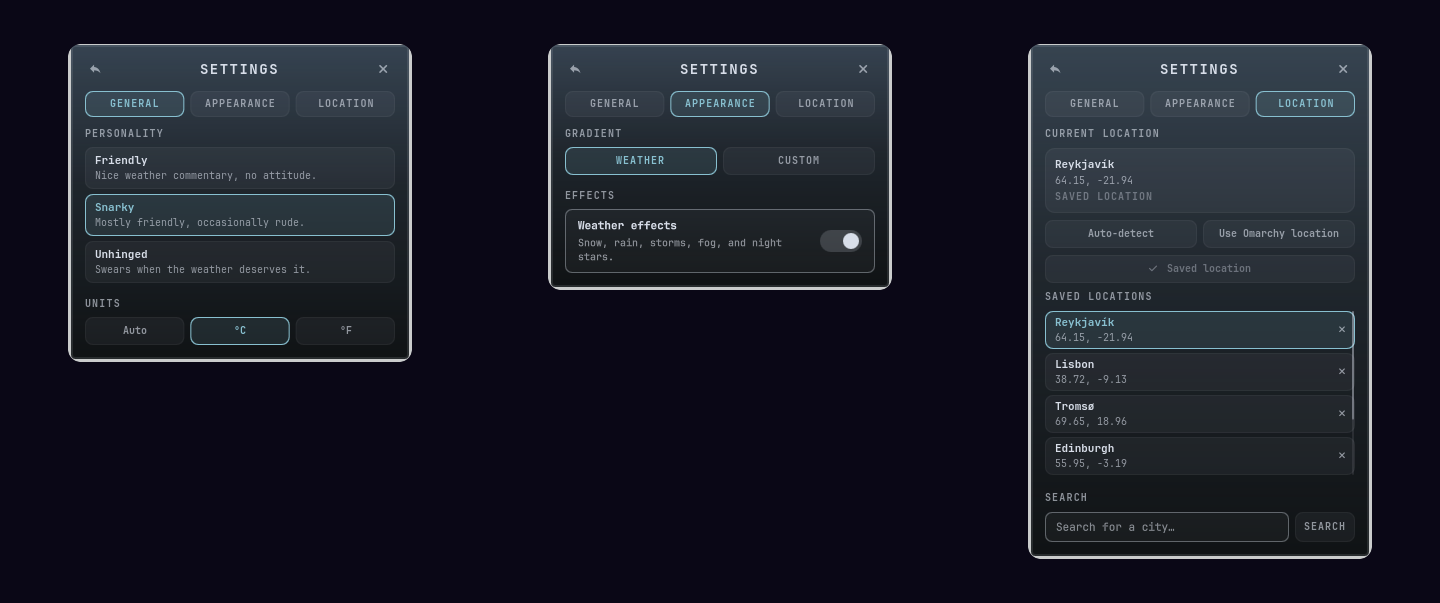 SETTINGS
GENERAL
APPEARANCE
LOCATION
PERSONALITY
Friendly
Nice weather commentary, no attitude.
Snarky
Mostly friendly, occasionally rude.
Unhinged
Swears when the weather deserves it.
UNITS
Auto
°C
°F
SETTINGS
GENERAL
APPEARANCE
LOCATION
GRADIENT
WEATHER
CUSTOM
EFFECTS
Weather effects
Snow, rain, storms, fog, and night
stars.
SETTINGS
GENERAL
APPEARANCE
LOCATION
CURRENT LOCATION
Reykjavik
64.15, -21.94
SAVED LOCATION
Auto-detect
Use Omarchy location
Saved location
SAVED LOCATIONS
Reykjavik
64.15, -21.94
Lisbon
38.72, -9.13
Tromsø
69.65, 18.96
Edinburgh
55.95, -3.19
SEARCH
Search for a city…
SEARCH